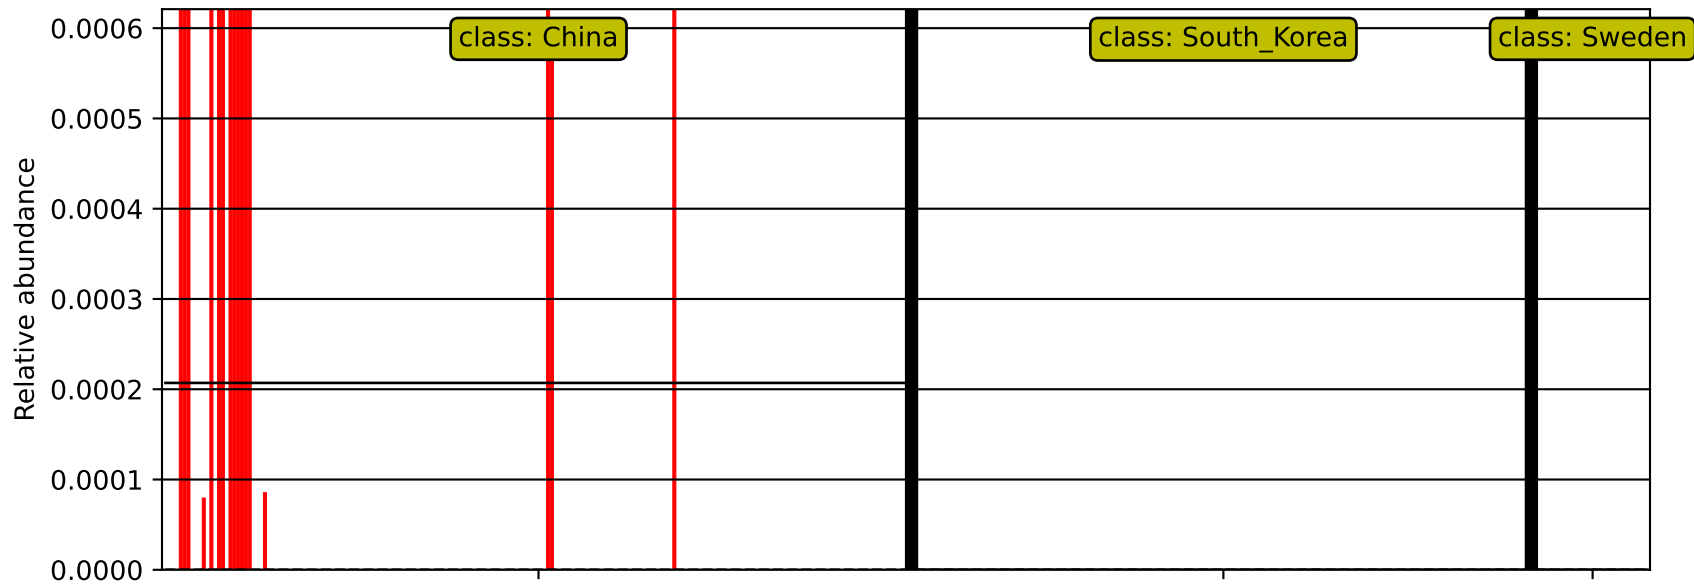 class: China
class: South_Korea
class: Sweden
Relative abundance
0.0006
0.0005
0.0004
0.0003
0.0002
0.0001
0.0000